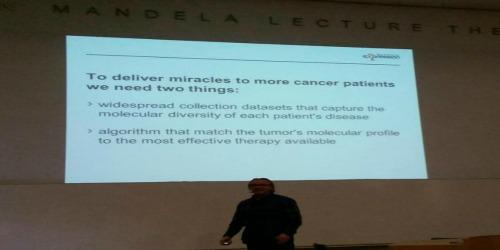 MANDELA LECTURE THE
To deliver miracles to more cancer patients
we need two things:
> widespread collection datasets that capture the
molecular diversity of each patient's disease
> algorithm that match the tumor's molecular profile
to the most effective therapy available